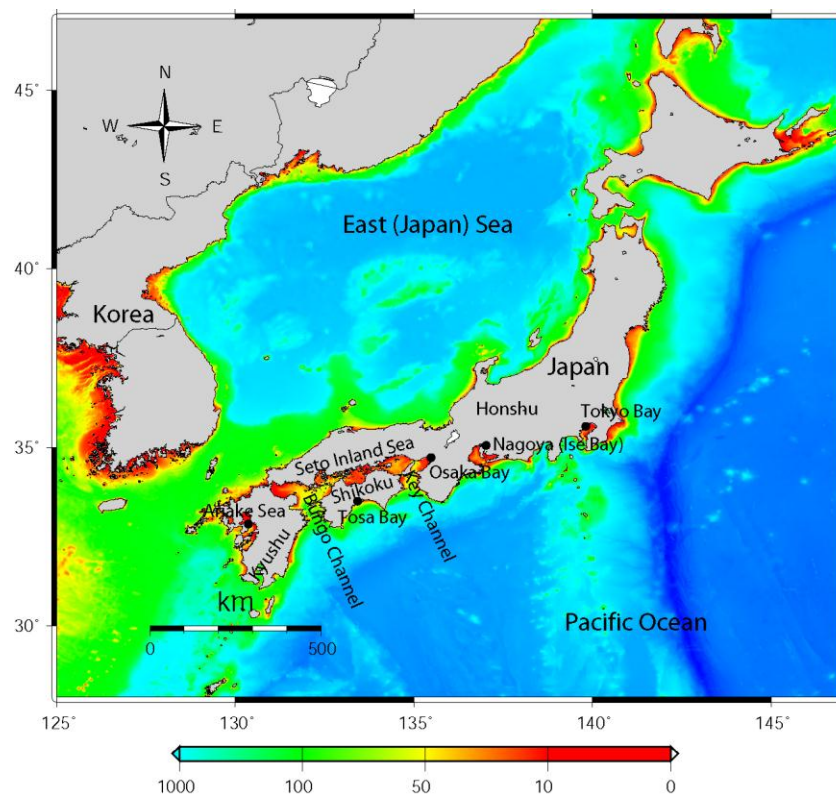 45˚
40˚
35˚
30˚
N
W
E
S
East (Japan) Sea
Korea
Japan
Honshu
Tokyo Bay
Nagoya (Ise Bay)
Seto Inland Sea
Osaka Bay
Shikoku
Ariake Sea
Tosa Bay
Bungo Channel
Key Channel
Kyushu
km
0
500
Pacific Ocean
125˚
130˚
135˚
140˚
145˚
1000
100
50
10
0